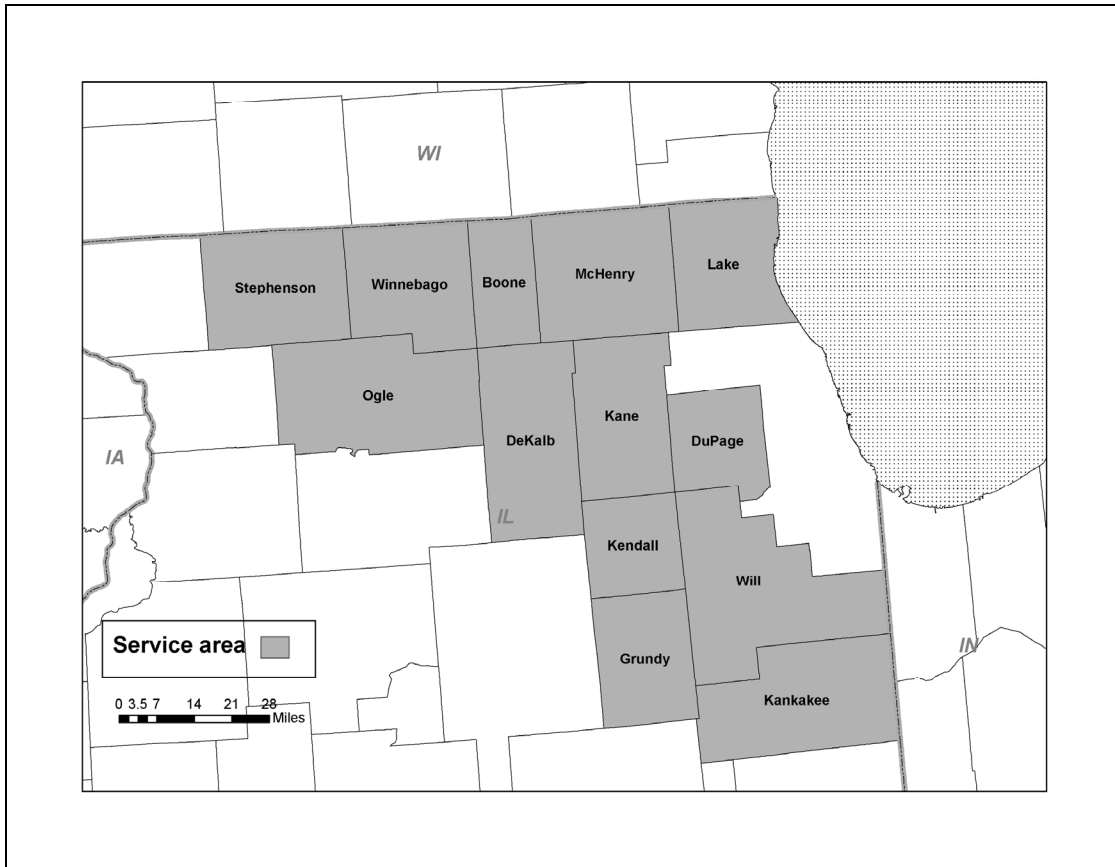 WI
Lake
McHenry
Boone
Winnebago
Stephenson
Ogle
Kane
DeKalb
DuPage
IA
IL
Kendall
Will
Grundy
IN
Service area
Kankakee
0 3.5 7 14 21 28
Miles